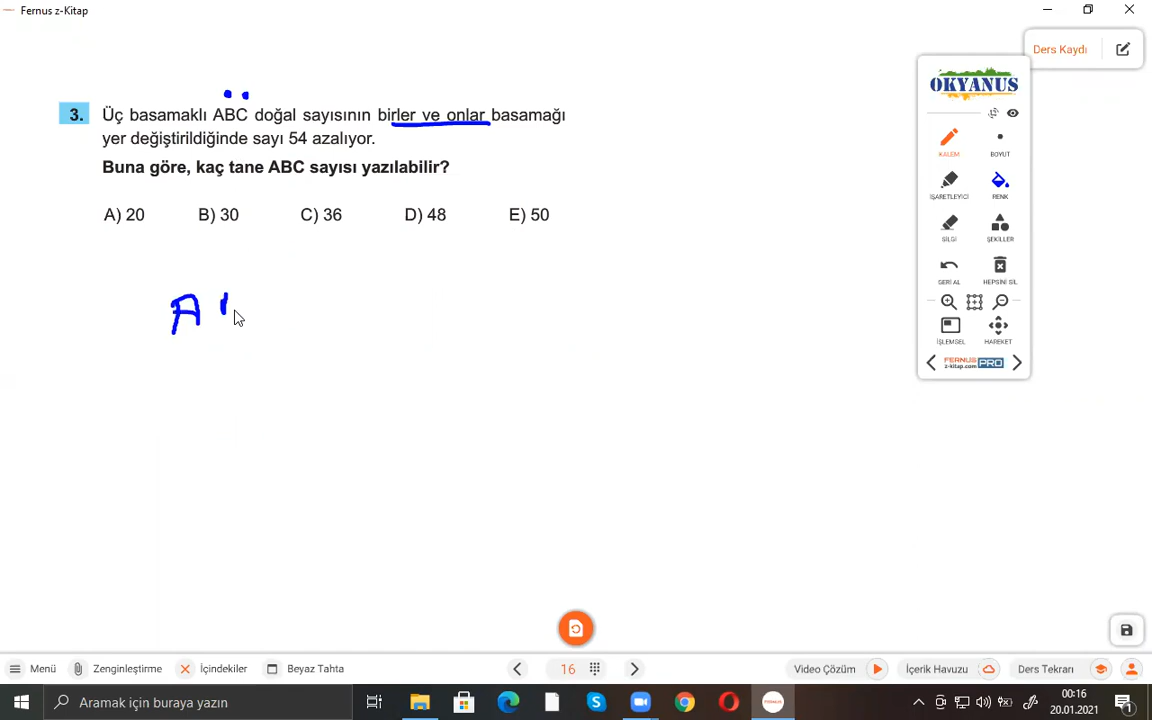 Fernus z-Kitap
Ders Kaydı
OKYANUS
3. Üç basamaklı ABC doğal sayısının birler ve onlar basamağı
yer değiştirildiğinde sayı 54 azalıyor.
Buna göre, kaç tane ABC sayısı yazılabilir?
A) 20 B) 30 C) 36 D) 48 E) 50
A
KALEM BOYUT
İŞARETLEYİCİ RENK
SİLGİ ŞEKİLLER
GERİ AL HEPSİNİ SİL
İŞLEMSEL HAREKET
FERNUS z-kitap.com PRO
Menü Zenginleştirme İçindekiler Beyaz Tahta 16 Video Çözüm İçerik Havuzu Ders Tekrarı
Aramak için buraya yazın 00:16
20.01.2021 1